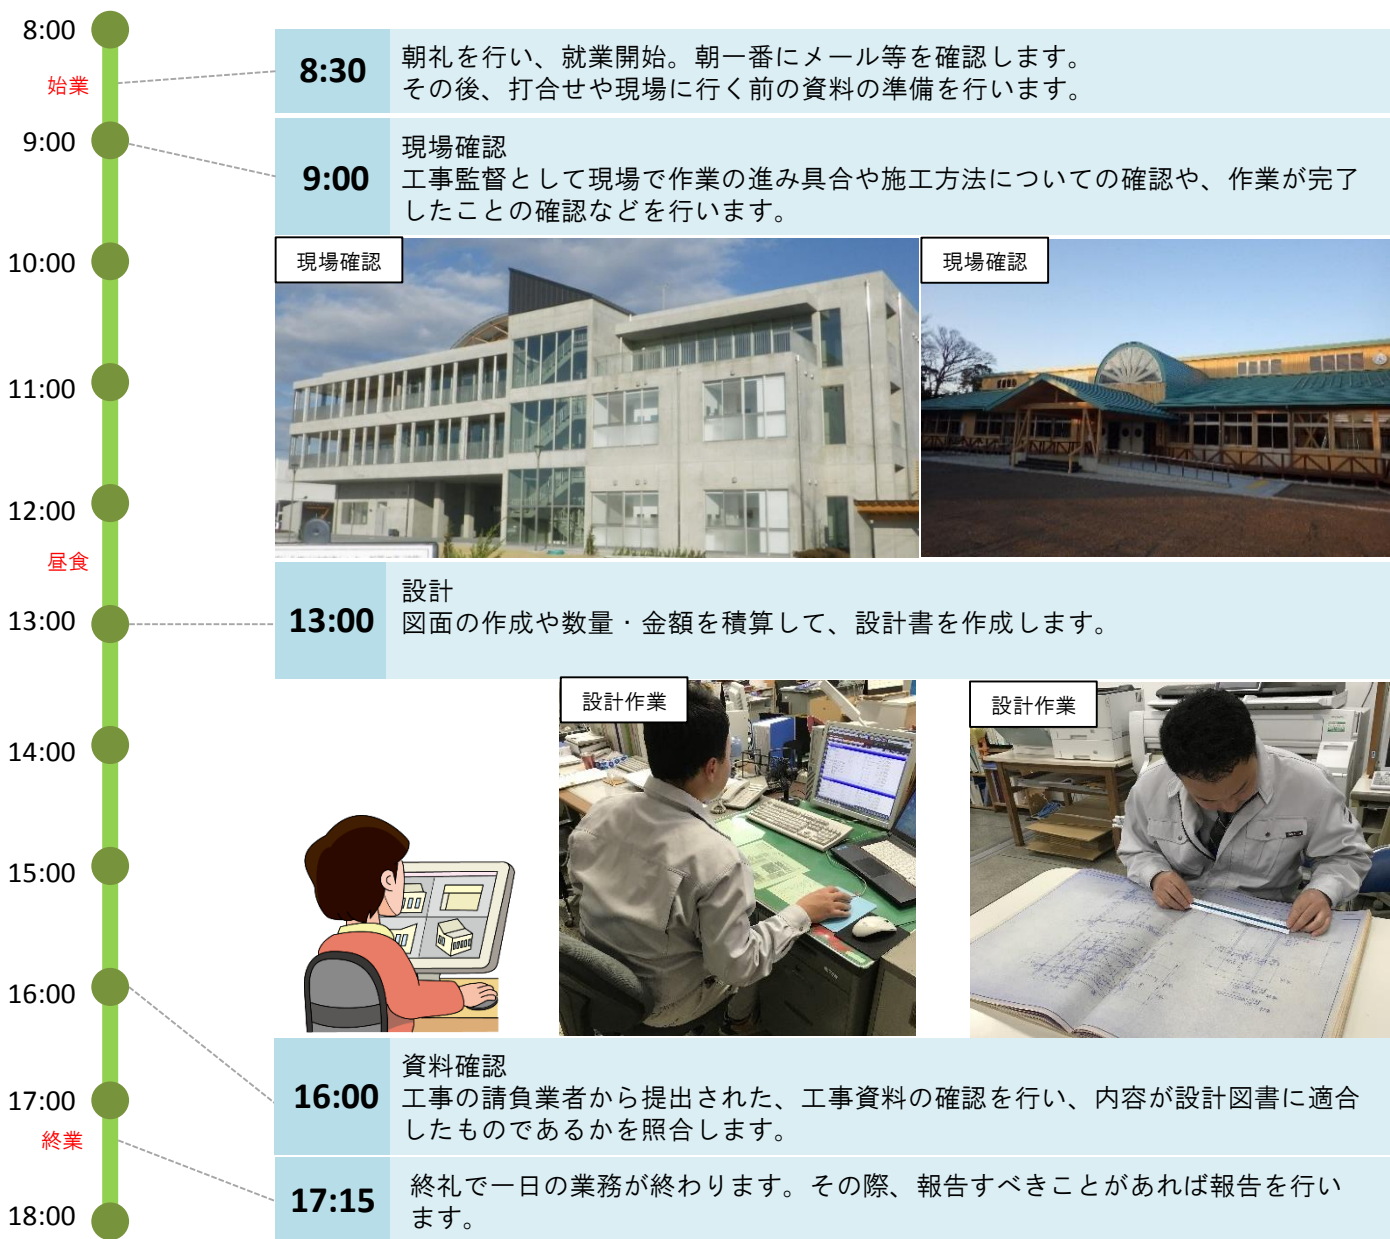 8:00
始業
8:30
朝礼を行い、就業開始。朝一番にメール等を確認します。
その後、打合せや現場に行く前の資料の準備を行います。
9:00
9:00
現場確認
工事監督として現場で作業の進み具合や施工方法についての確認や、作業が完了
したことの確認などを行います。
現場確認
現場確認
10:00
11:00
12:00
昼食
13:00
13:00
設計
図面の作成や数量・金額を積算して、設計書を作成します。
設計作業
設計作業
14:00
15:00
16:00
16:00
資料確認
工事の請負業者から提出された、工事資料の確認を行い、内容が設計図書に適合
したものであるかを照合します。
17:00
終業
17:15
終礼で一日の業務が終わります。その際、報告すべきことがあれば報告を行い
ます。
18:00